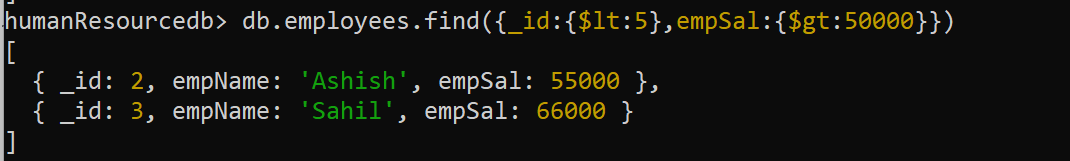 humanResourcedb> db.employees.find({_id:{$lt:5},empSal:{$gt:50000}})
[
  { _id: 2, empName: 'Ashish', empSal: 55000 },
  { _id: 3, empName: 'Sahil', empSal: 66000 }
]